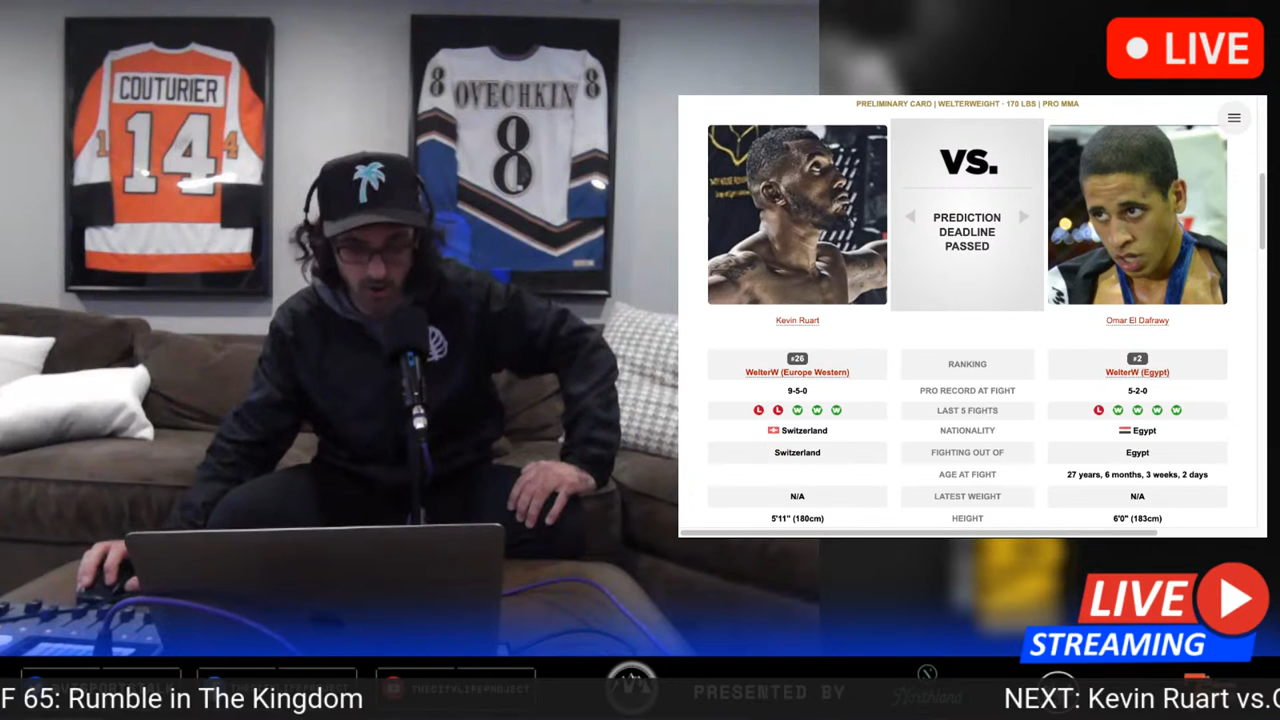 COUTURIER
14
1
4
8
8
OVECHKIN
8
LIVE
PRELIMINARY CARD | WELTERWEIGHT · 170 LBS | PRO MMA
VS.
PREDICTION
DEADLINE
PASSED
Kevin Ruart
Omar El Dafrawy
#26
WelterW (Europe Western)
RANKING
#2
WelterW (Egypt)
9-5-0
PRO RECORD AT FIGHT
5-2-0
L L W W W
LAST 5 FIGHTS
L W W W W
Switzerland
NATIONALITY
Egypt
Switzerland
FIGHTING OUT OF
Egypt
AGE AT FIGHT
27 years, 6 months, 3 weeks, 2 days
N/A
LATEST WEIGHT
N/A
5'11" (180cm)
HEIGHT
6'0" (183cm)
LIVE
STREAMING
THECITYLIFEPROJECT
PRESENTED BY
Northland
F 65: Rumble in The Kingdom
NEXT: Kevin Ruart vs.